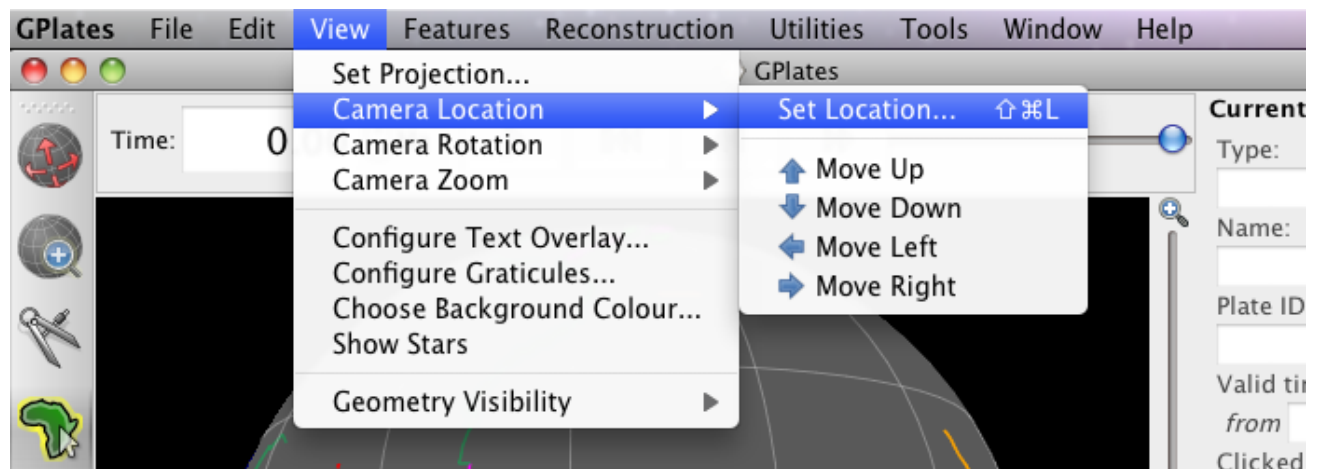 GPlates File Edit View Features Reconstruction Utilities Tools Window Help
GPlates
Set Projection...
Camera Location
Camera Rotation
Camera Zoom
Configure Text Overlay...
Configure Graticules...
Choose Background Colour...
Show Stars
Geometry Visibility
Set Location... ⇧⌘L
Move Up
Move Down
Move Left
Move Right
Time: 0
Current
Type:
Name:
Plate ID
Valid tir
from
Clicked